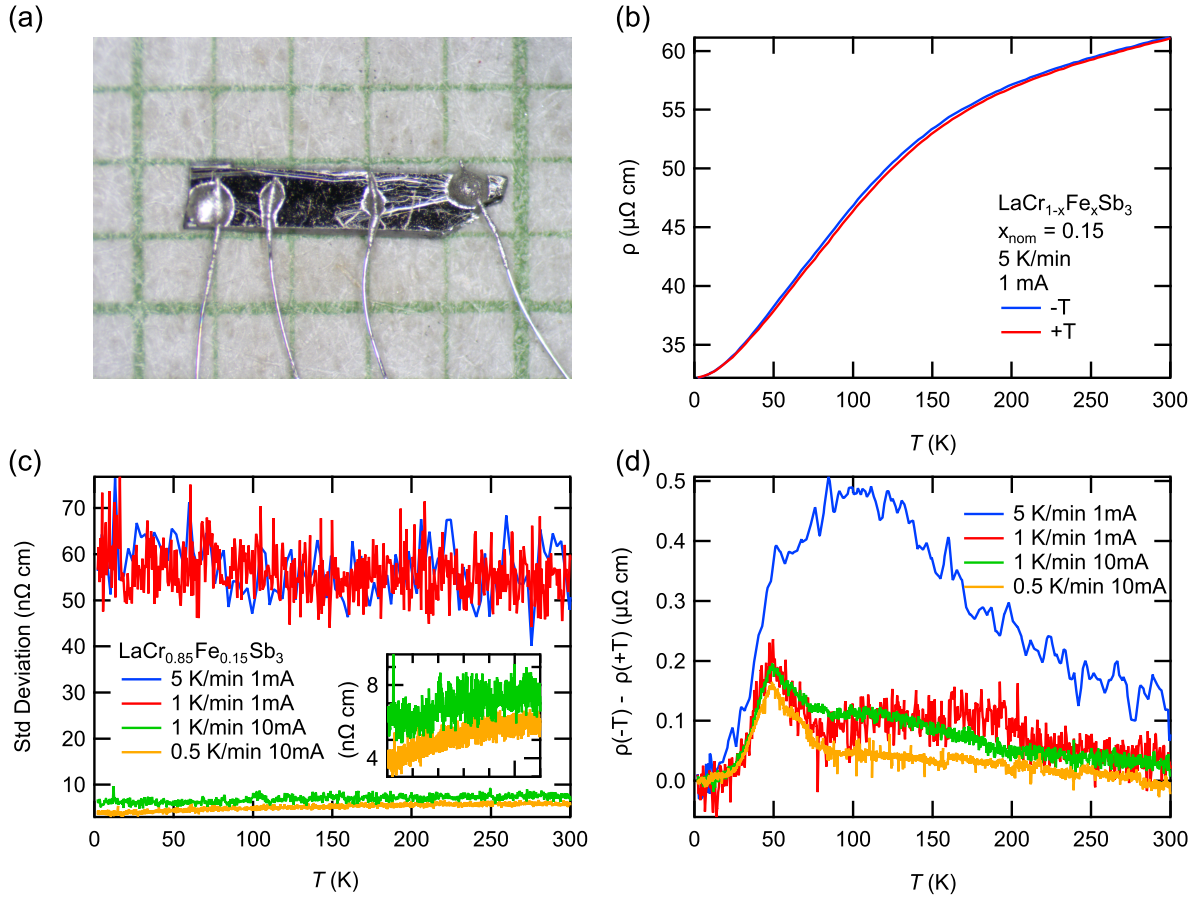 (a)
(b)
60
55
50
45
40
35
ρ (µΩ cm)
LaCr1-xFexSb3
xnom = 0.15
5 K/min
1 mA
-T
+T
0 50 100 150 200 250 300
T (K)
(c)
70
60
50
40
30
20
10
Std Deviation (nΩ cm)
LaCr0.85Fe0.15Sb3
5 K/min 1mA
1 K/min 1mA
1 K/min 10mA
0.5 K/min 10mA
8
4
(nΩ cm)
0 50 100 150 200 250 300
T (K)
(d)
0.5
0.4
0.3
0.2
0.1
0.0
ρ(-T) - ρ(+T) (µΩ cm)
5 K/min 1mA
1 K/min 1mA
1 K/min 10mA
0.5 K/min 10mA
0 50 100 150 200 250 300
T (K)